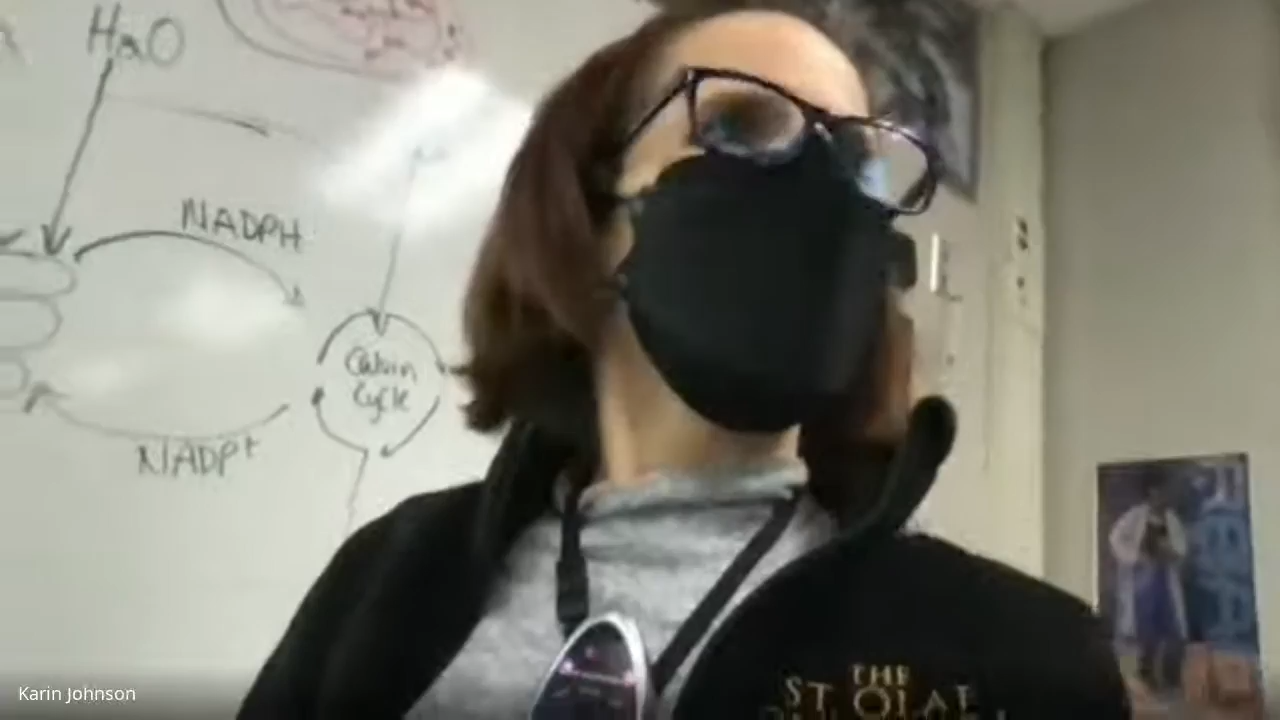 H2O
NADPH
Calvin
Cycle
NADP+
THE
ST OLAF
Karin Johnson